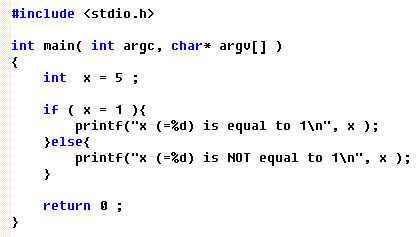 #include <stdio.h>

int main( int argc, char* argv[] )
{
    int  x = 5 ;

    if ( x = 1 ){
        printf("x (=%d) is equal to 1\n", x );
    }else{
        printf("x (=%d) is NOT equal to 1\n", x );
    }

    return 0 ;
}